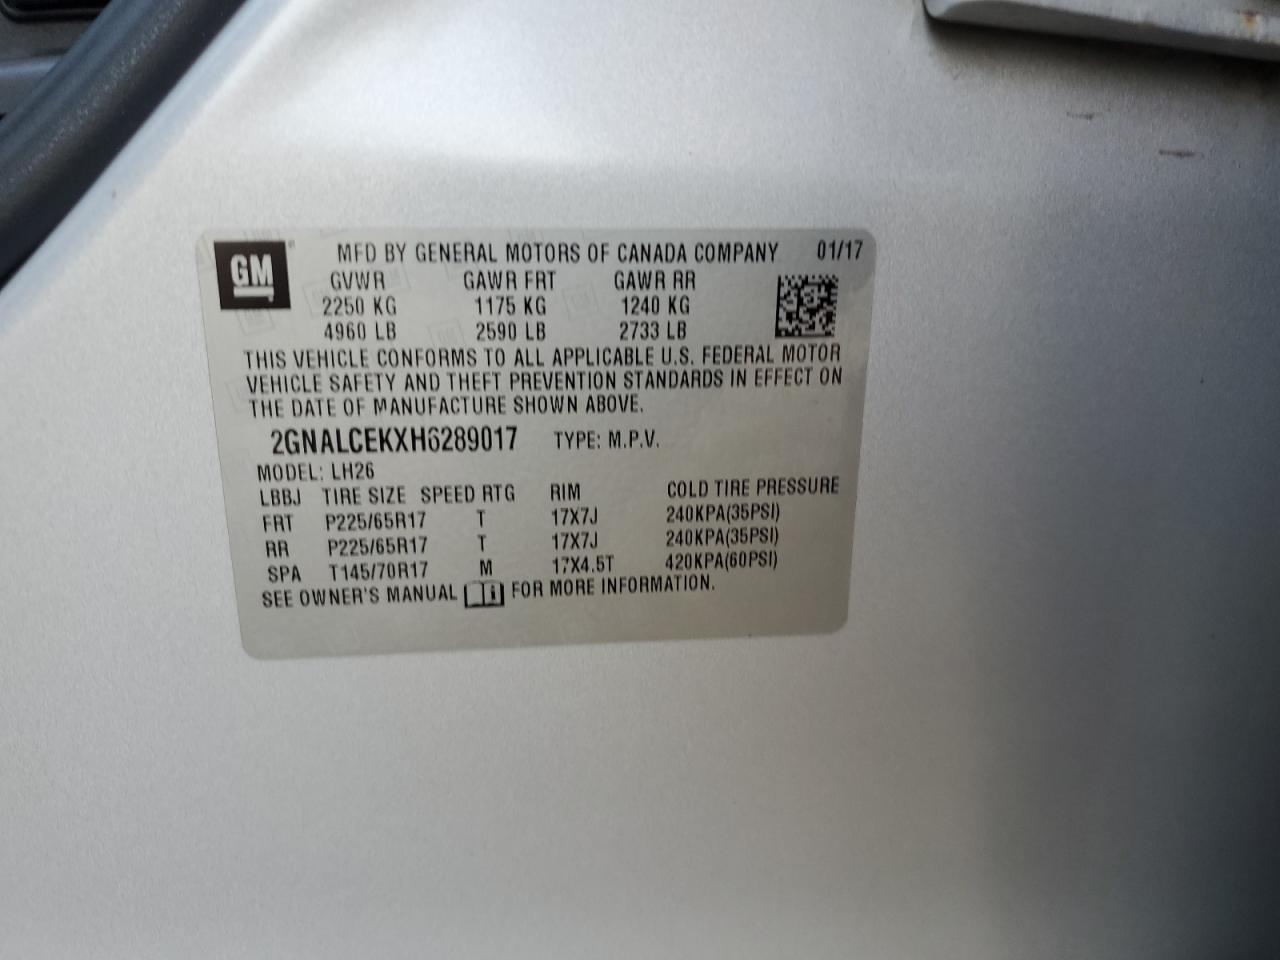 GM ® MFD BY GENERAL MOTORS OF CANADA COMPANY 01/17
GVWR GAWR FRT GAWR RR
2250 KG 1175 KG 1240 KG
4960 LB 2590 LB 2733 LB
THIS VEHICLE CONFORMS TO ALL APPLICABLE U.S. FEDERAL MOTOR
VEHICLE SAFETY AND THEFT PREVENTION STANDARDS IN EFFECT ON
THE DATE OF MANUFACTURE SHOWN ABOVE.
2GNALCEKXH6289017 TYPE: M.P.V.
MODEL: LH26
LBBJ TIRE SIZE SPEED RTG RIM COLD TIRE PRESSURE
FRT P225/65R17 T 17X7J 240KPA(35PSI)
RR P225/65R17 T 17X7J 240KPA(35PSI)
SPA T145/70R17 M 17X4.5T 420KPA(60PSI)
SEE OWNER'S MANUAL FOR MORE INFORMATION.